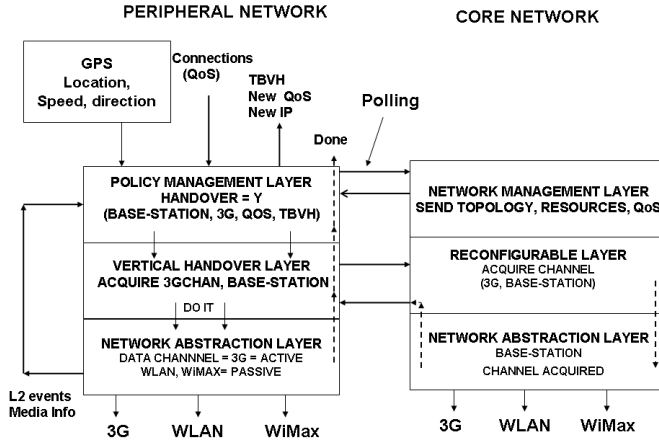 PERIPHERAL NETWORK
CORE NETWORK
GPS
Location,
Speed, direction
Connections
(QoS)
TBVH
New QoS
New IP
Polling
Done
POLICY MANAGEMENT LAYER
HANDOVER = Y
(BASE-STATION, 3G, QOS, TBVH)
NETWORK MANAGEMENT LAYER
SEND TOPOLOGY, RESOURCES, QoS
VERTICAL HANDOVER LAYER
ACQUIRE 3GCHAN, BASE-STATION
RECONFIGURABLE LAYER
ACQUIRE CHANNEL
(3G, BASE-STATION)
DO IT
NETWORK ABSTRACTION LAYER
DATA CHANNNEL = 3G = ACTIVE
WLAN, WiMAX= PASSIVE
NETWORK ABSTRACTION LAYER
BASE-STATION
CHANNEL ACQUIRED
L2 events
Media Info
3G
WLAN
WiMax
3G
WLAN
WiMax